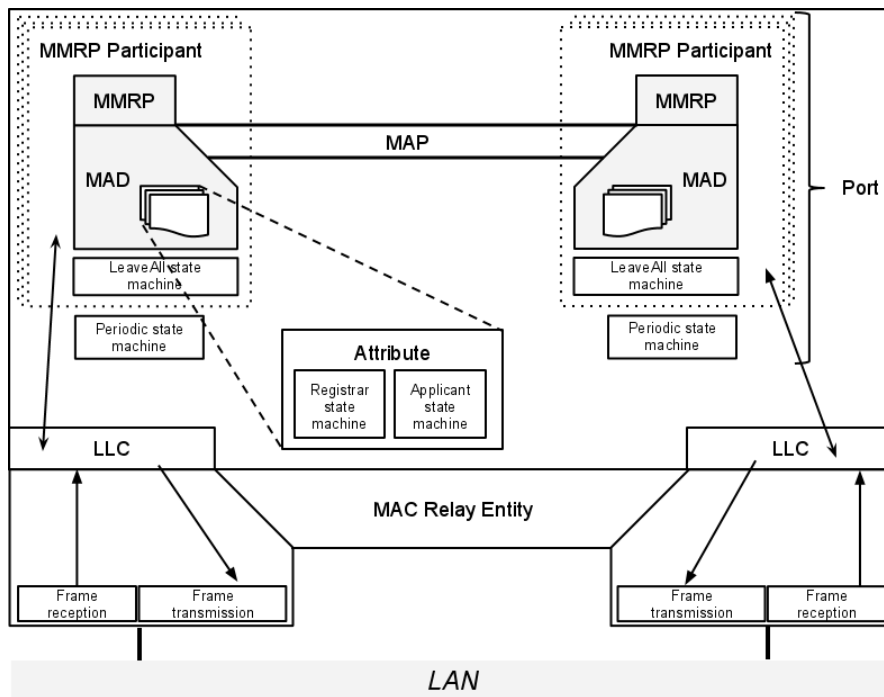 MMRP Participant
MMRP Participant
MMRP
MMRP
MAP
MAD
MAD
Port
LeaveAll state
machine
LeaveAll state
machine
Periodic state
machine
Periodic state
machine
Attribute
Registrar
state
machine
Applicant
state
machine
LLC
LLC
MAC Relay Entity
Frame
reception
Frame
transmission
Frame
transmission
Frame
reception
LAN